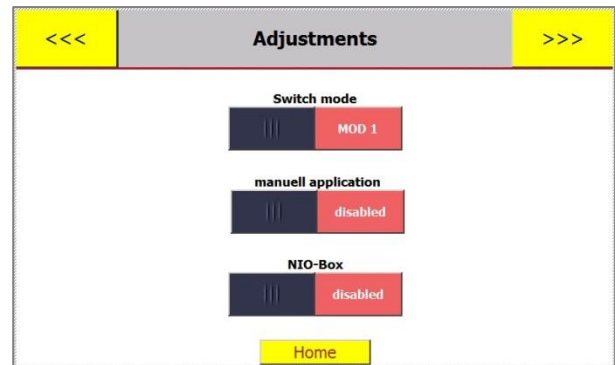 <<< Adjustments >>>
Switch mode
MOD 1
manuell application
disabled
NIO-Box
disabled
Home